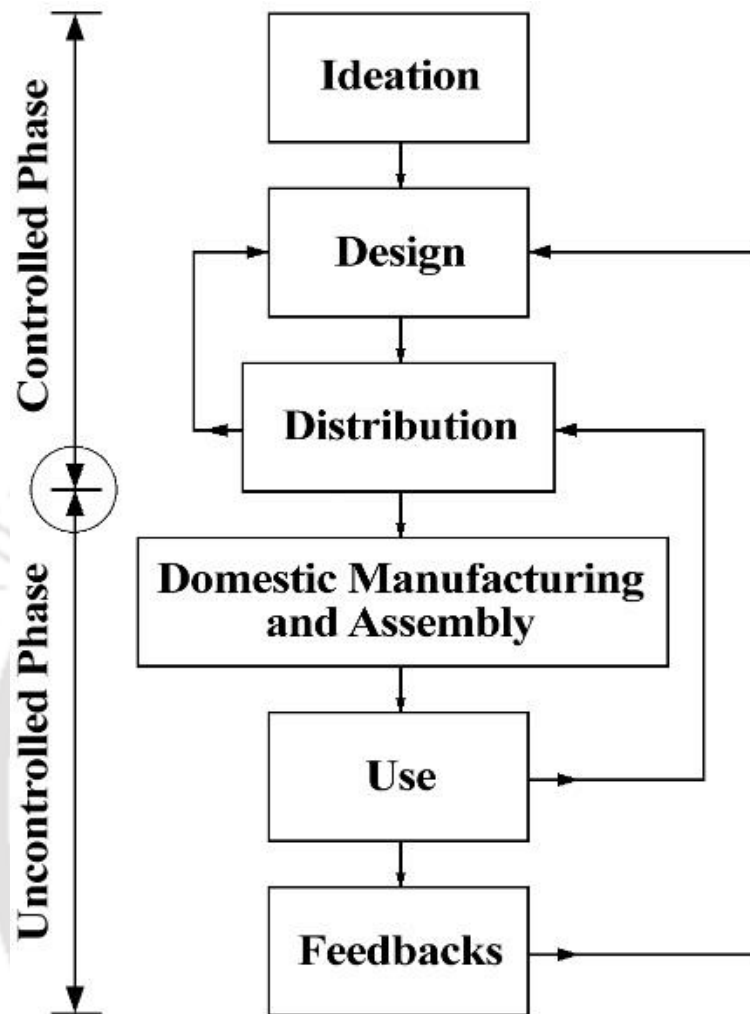 Controlled Phase
Uncontrolled Phase
Ideation
Design
Distribution
Domestic Manufacturing
and Assembly
Use
Feedbacks